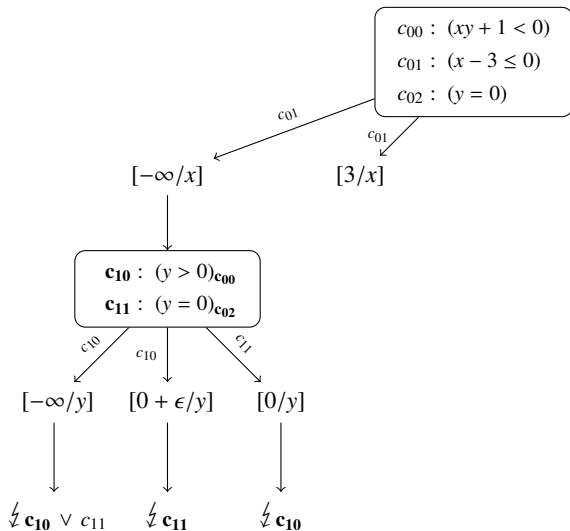 c₀₀ : (xy + 1 < 0)
c₀₁ : (x − 3 ≤ 0)
c₀₂ : (y = 0)
c₀₁
c₀₁
[−∞/x]
[3/x]
c₁₀ : (y > 0)c₀₀
c₁₁ : (y = 0)c₀₂
c₁₀
c₁₀
c₁₁
[−∞/y]
[0 + ϵ/y]
[0/y]
↯ c₁₀ ∨ c₁₁
↯ c₁₁
↯ c₁₀